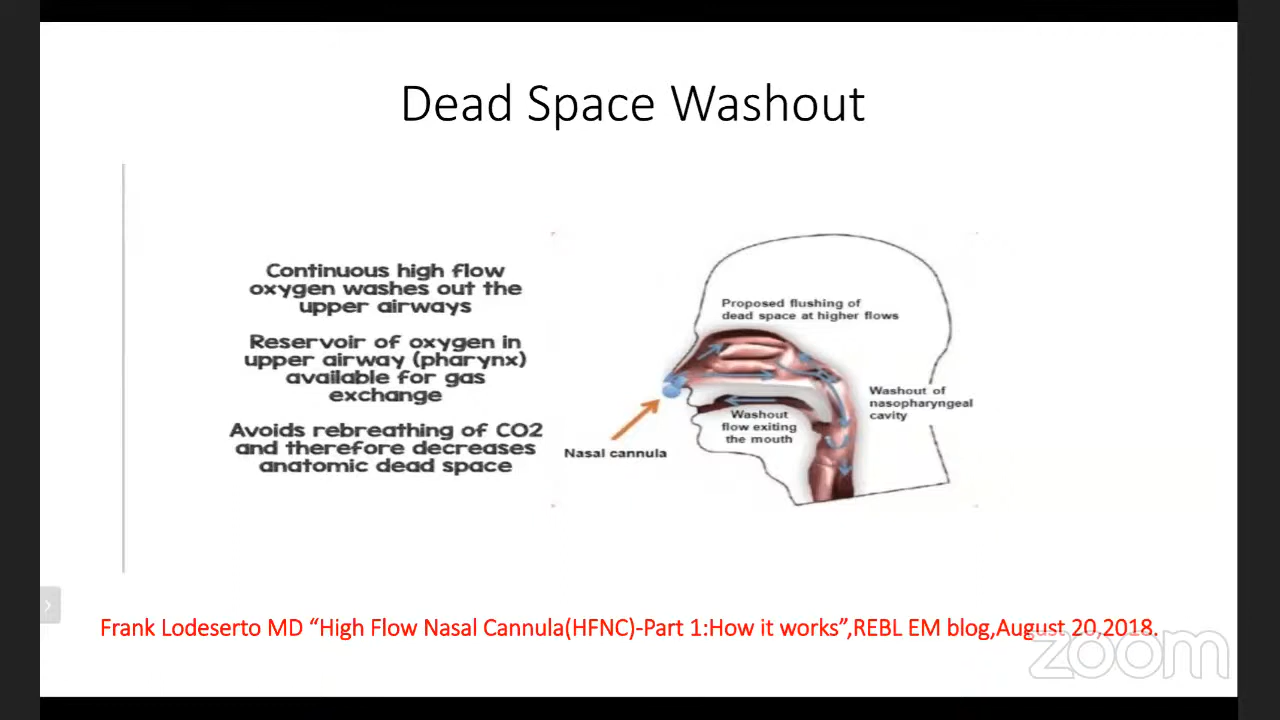 Dead Space Washout
Continuous high flow
oxygen washes out the
upper airways
Reservoir of oxygen in
upper airway (pharynx)
available for gas
exchange
Avoids rebreathing of CO2
and therefore decreases
anatomic dead space
Proposed flushing of
dead space at higher flows
Washout of
nasopharyngeal
cavity
Washout
flow exiting
the mouth
Nasal cannula
Frank Lodeserto MD “High Flow Nasal Cannula(HFNC)-Part 1:How it works”,REBL EM blog,August 20,2018.
zoom